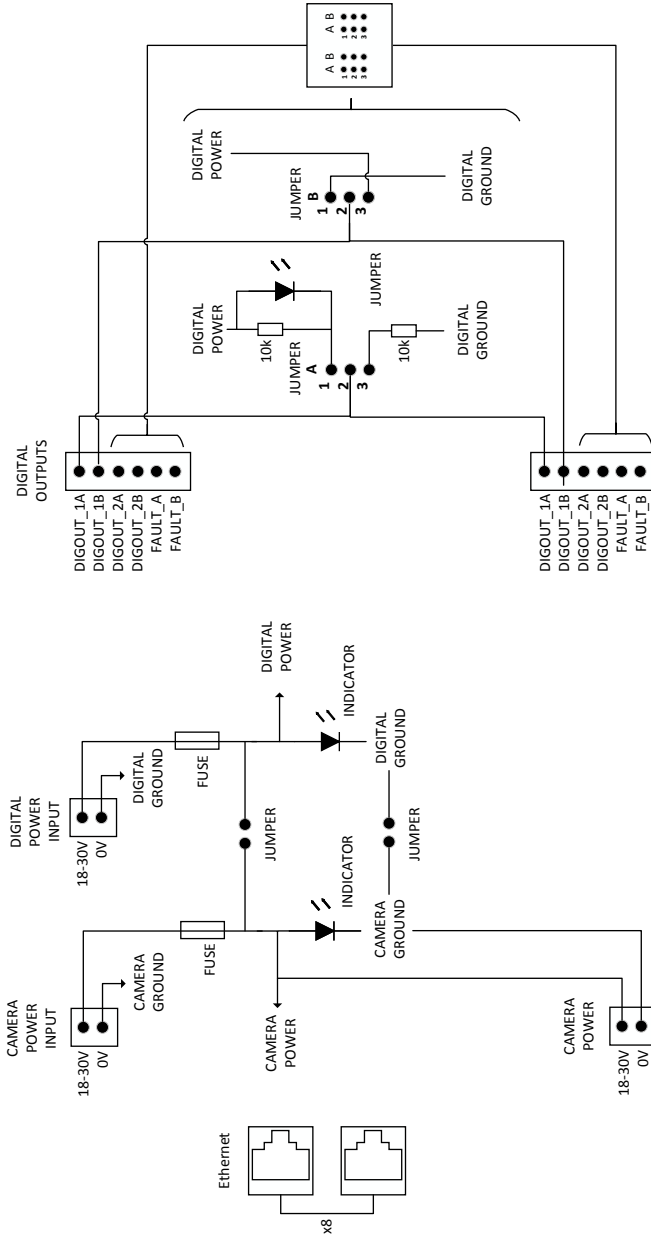 Ethernet
x8
CAMERA
POWER
INPUT
18-30V
0V
CAMERA
GROUND
FUSE
CAMERA
POWER
INDICATOR
CAMERA
GROUND
CAMERA
POWER
18-30V
0V
DIGITAL
POWER
INPUT
18-30V
0V
DIGITAL
GROUND
FUSE
JUMPER
DIGITAL
POWER
INDICATOR
DIGITAL
GROUND
JUMPER
DIGITAL
OUTPUTS
DIGOUT_1A
DIGOUT_1B
DIGOUT_2A
DIGOUT_2B
FAULT_A
FAULT_B
DIGITAL
POWER
10k
JUMPER
A
1
2
3
JUMPER
10k
DIGITAL
GROUND
DIGITAL
POWER
JUMPER
B
1
2
3
DIGITAL
GROUND
A B
1
2
3
A B
1
2
3
DIGOUT_1A
DIGOUT_1B
DIGOUT_2A
DIGOUT_2B
FAULT_A
FAULT_B